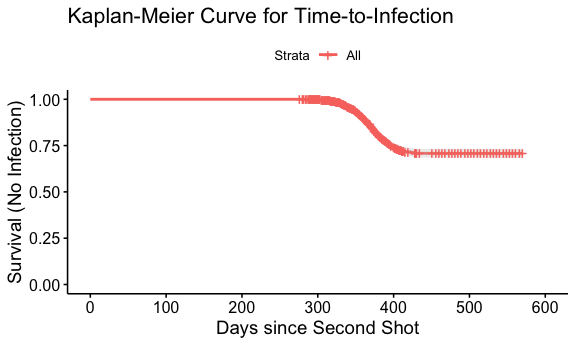 Kaplan-Meier Curve for Time-to-Infection
Strata All
Survival (No Infection)
1.00
0.75
0.50
0.25
0.00
0 100 200 300 400 500 600
Days since Second Shot